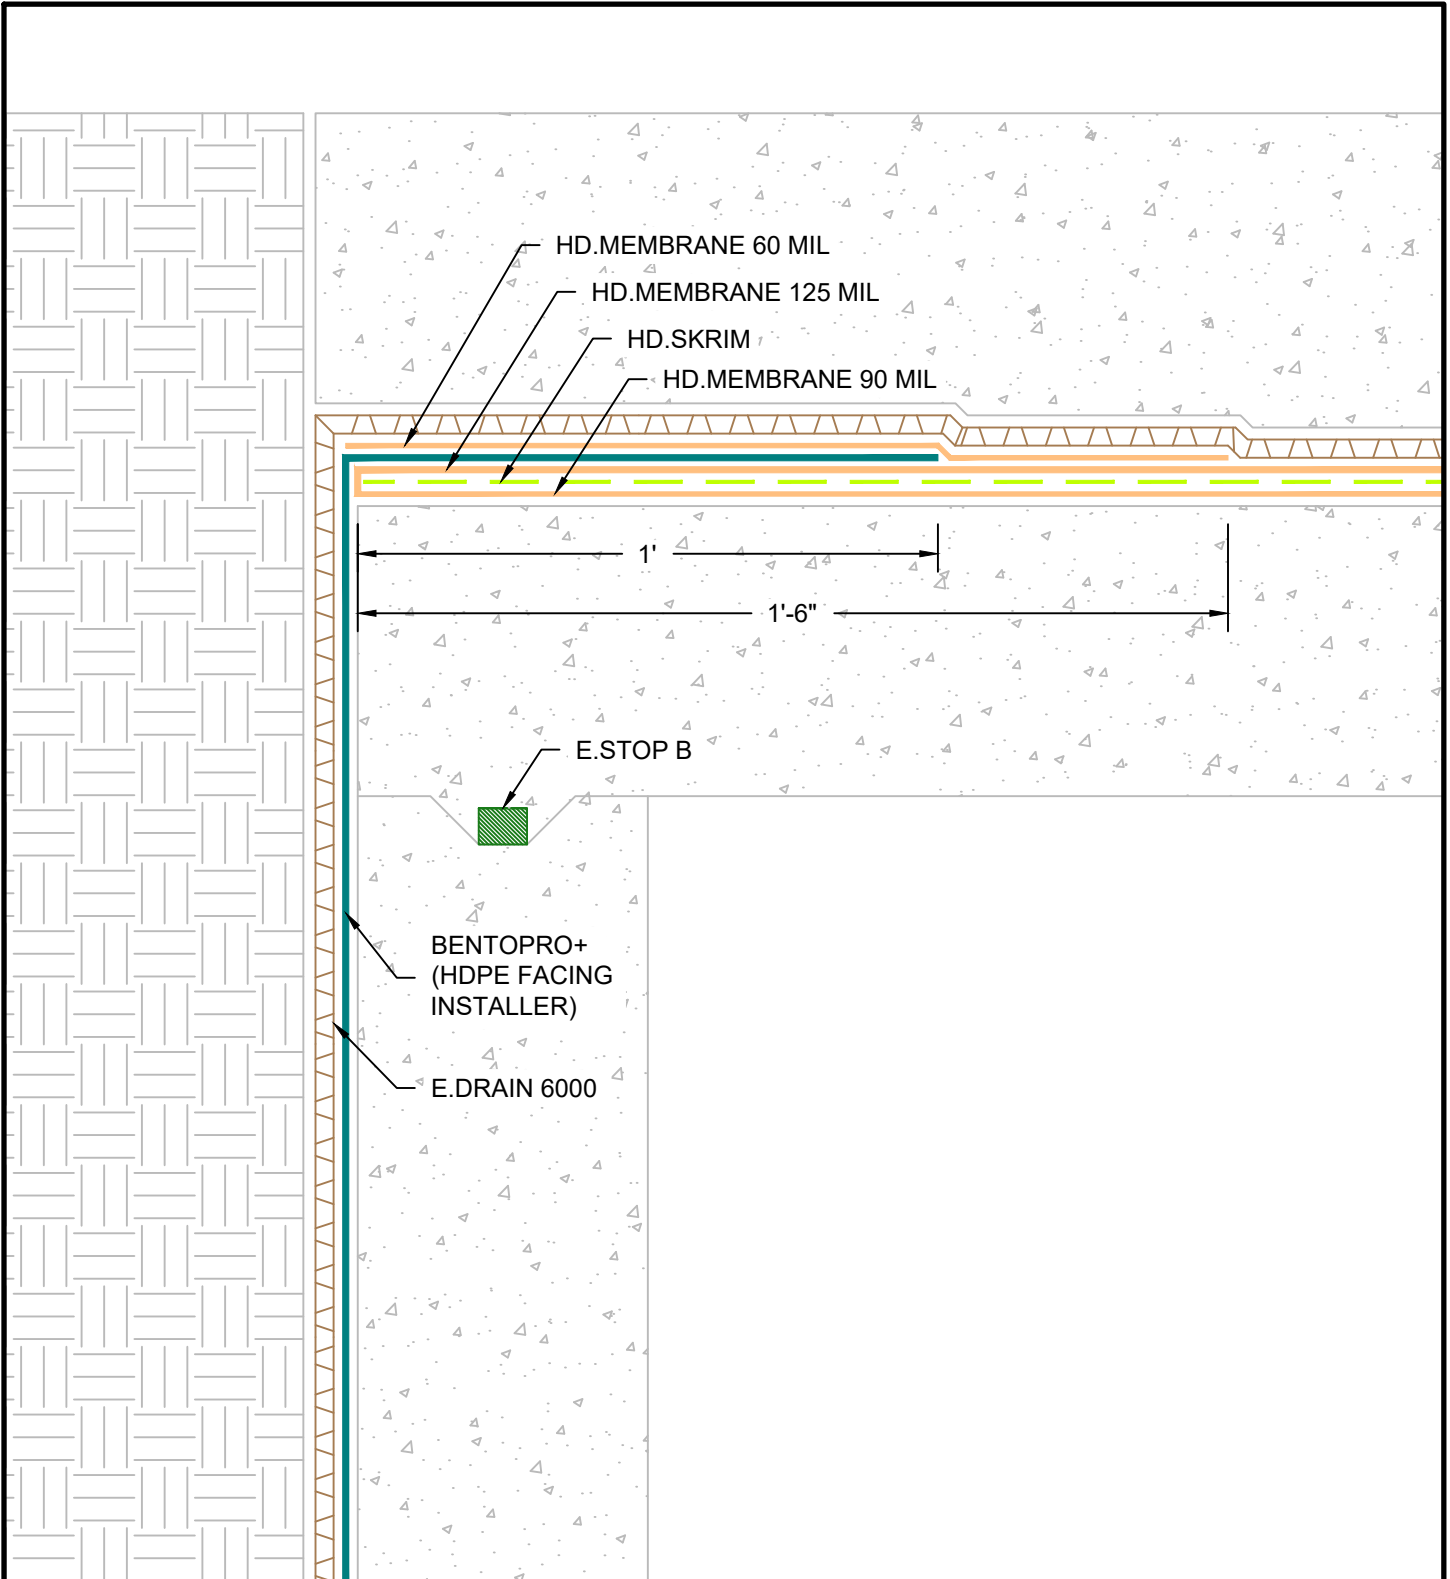 HD.MEMBRANE 60 MIL
HD.MEMBRANE 125 MIL
HD.SKRIM
HD.MEMBRANE 90 MIL
1'
1'-6"
E.STOP B
BENTOPRO+
(HDPE FACING
INSTALLER)
E.DRAIN 6000